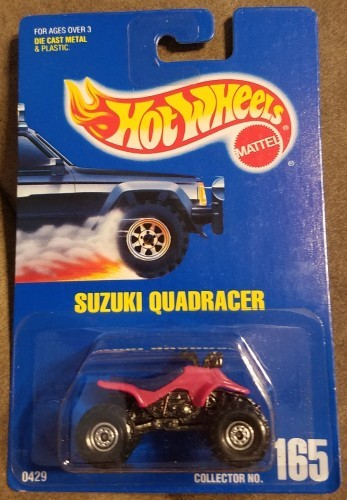 FOR AGES OVER 3
DIE CAST METAL
& PLASTIC.
Hot Wheels
MATTEL
SUZUKI QUADRACER
0429
COLLECTOR NO.
165